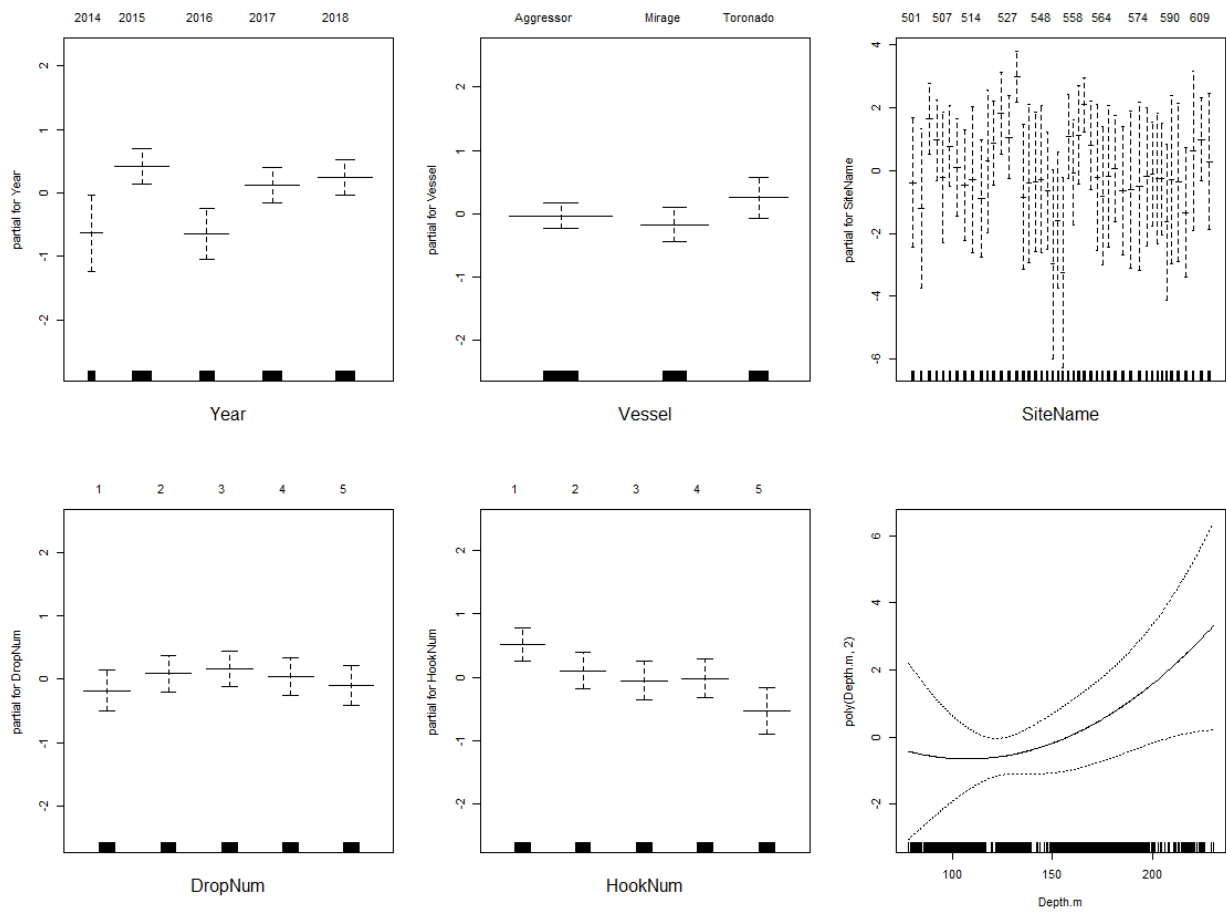 2014 2015 2016 2017 2018
2
1
0
-1
-2
partial for Year
Year
Aggressor Mirage Toronado
2
1
0
-1
-2
partial for Vessel
Vessel
501 507 514 527 548 558 564 574 590 609
4
2
0
-2
-4
-6
partial for SiteName
SiteName
1 2 3 4 5
2
1
0
-1
-2
partial for DropNum
DropNum
1 2 3 4 5
2
1
0
-1
-2
partial for HookNum
HookNum
6
4
2
0
-2
poly(Depth.m, 2)
100 150 200
Depth.m